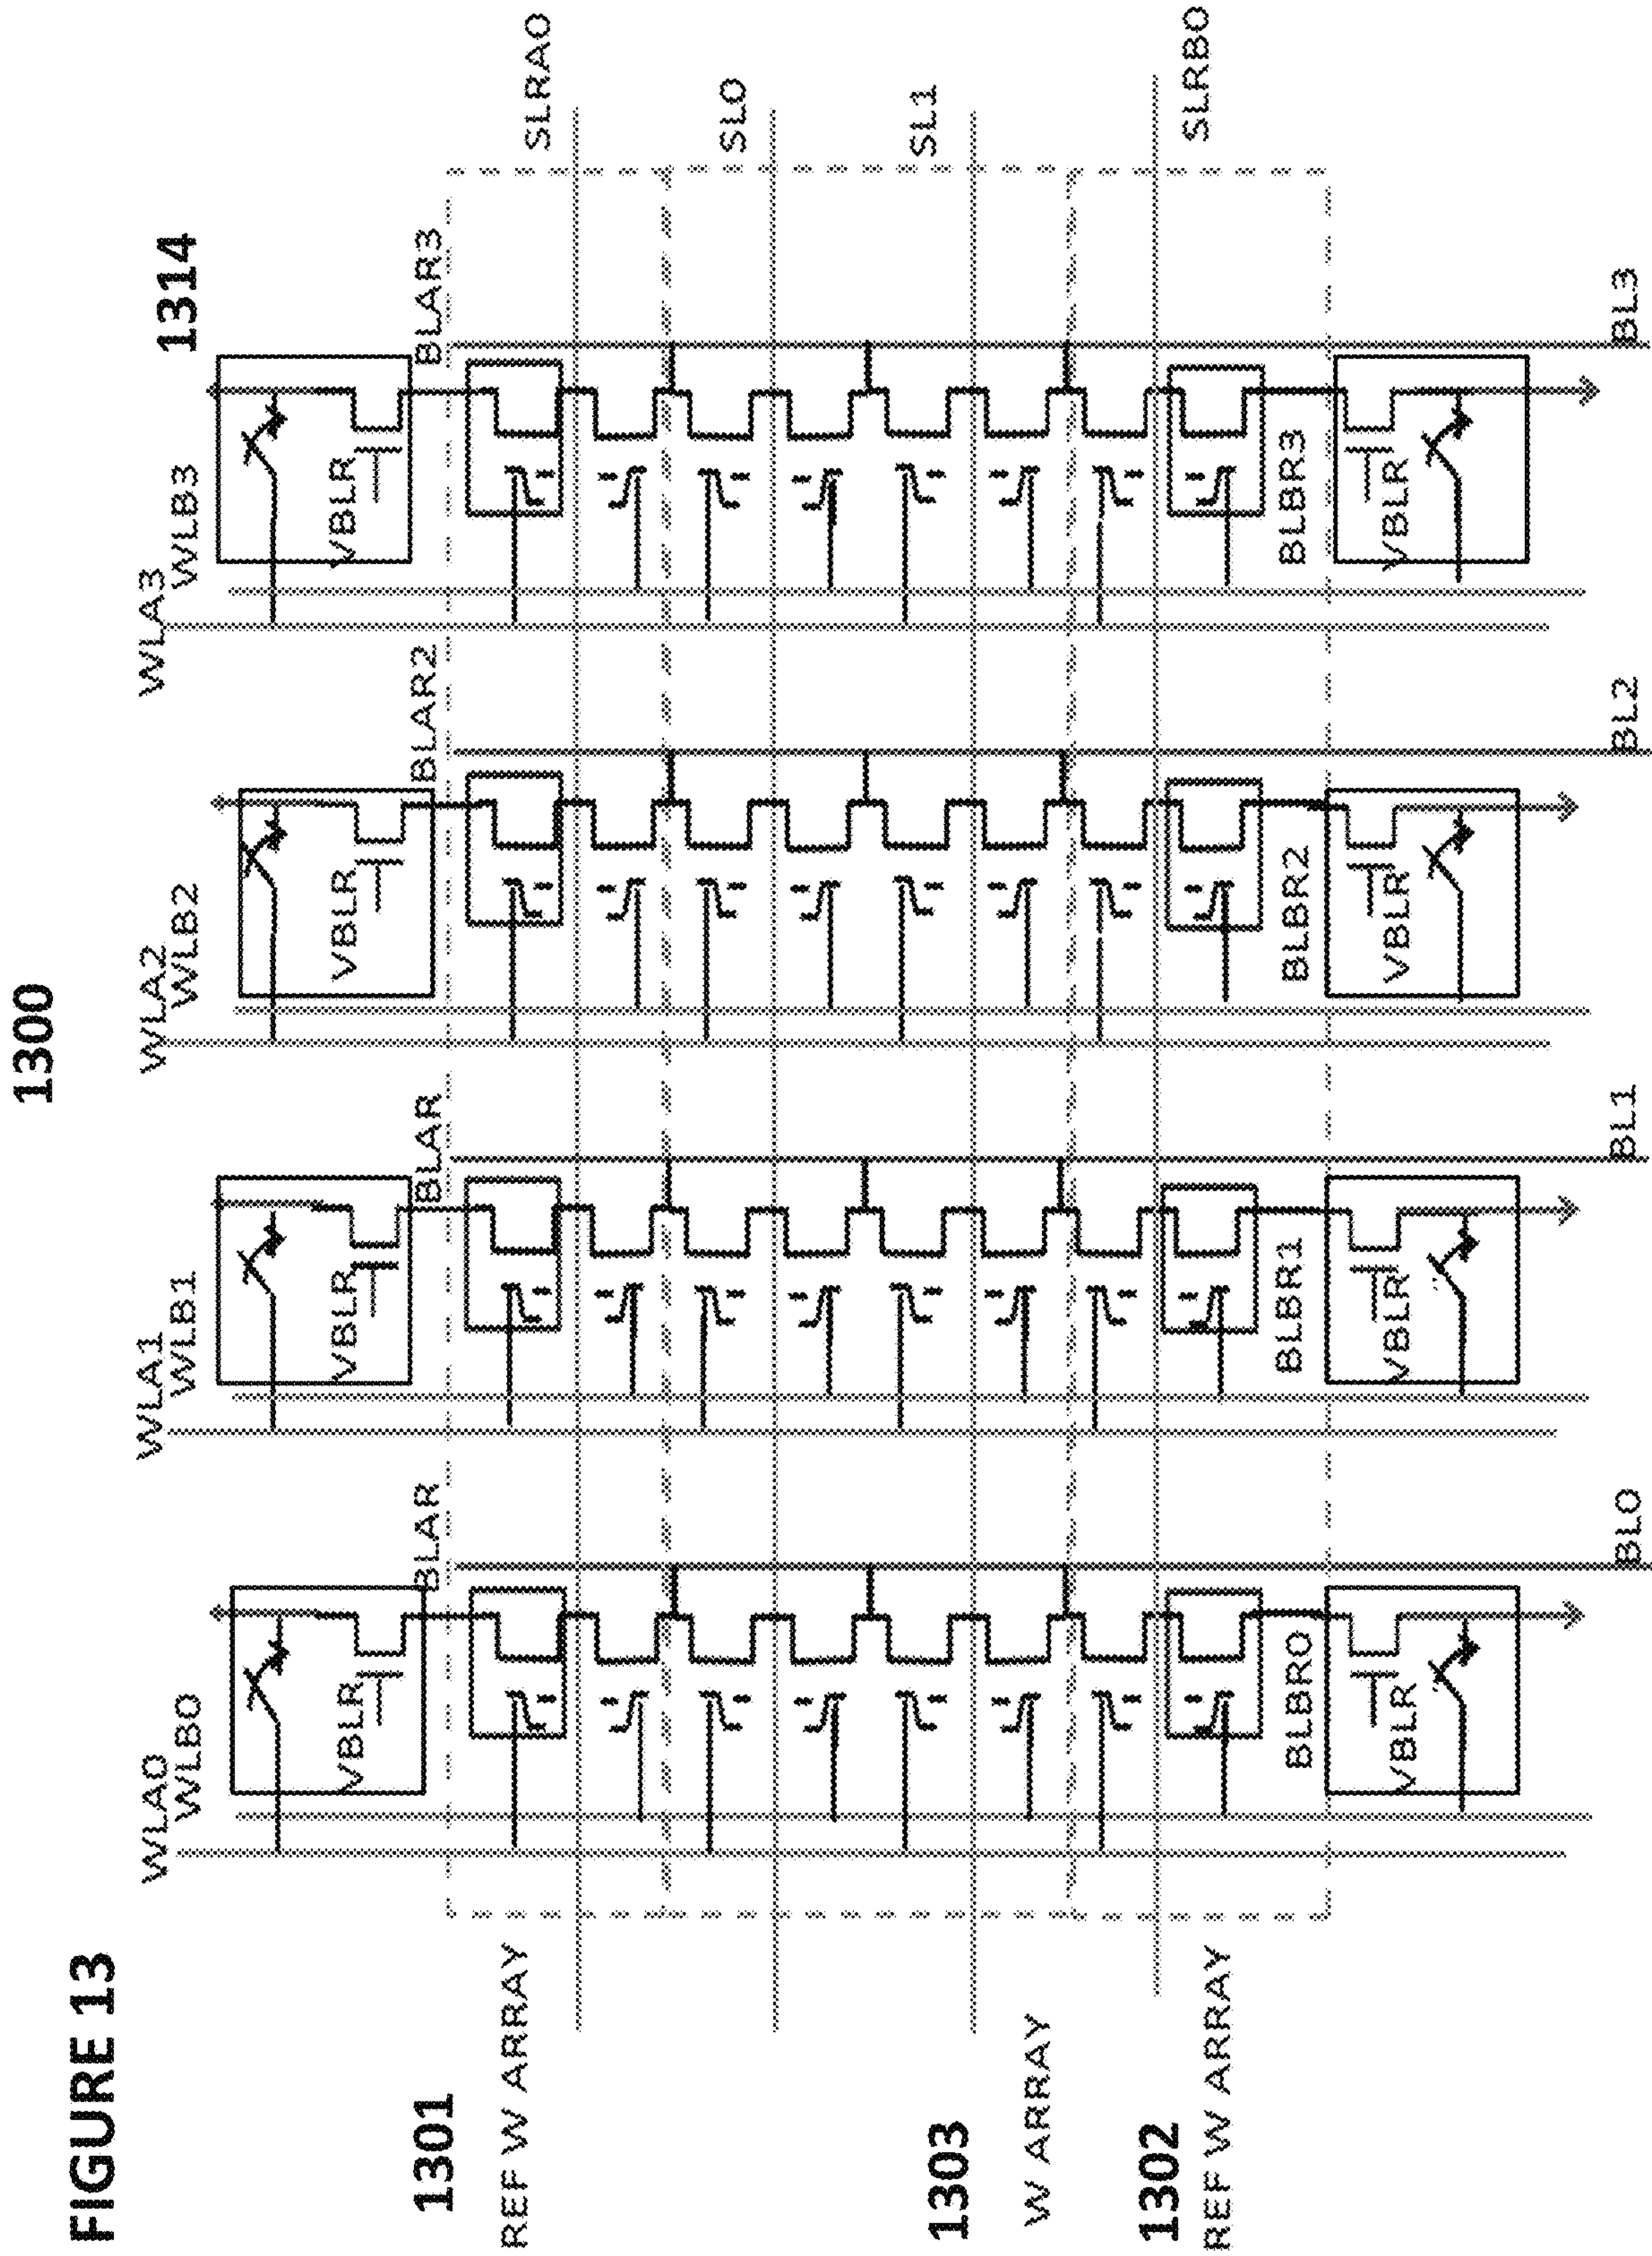 FIGURE 13
1300
1314
WLA0
WLB0
WLA1
WLB1
WLA2
WLB2
WLA3
WLB3
VBLR
VBLR
VBLR
VBLR
BLAR
BLAR
BLAR2
BLAR3
1301
REF W ARRAY
SLRA0
SL0
1303
W ARRAY
SL1
1302
REF W ARRAY
SLRB0
BLBR0
BLBR1
BLBR2
BLBR3
VBLR
VBLR
VBLR
VBLR
BL0
BL1
BL2
BL3